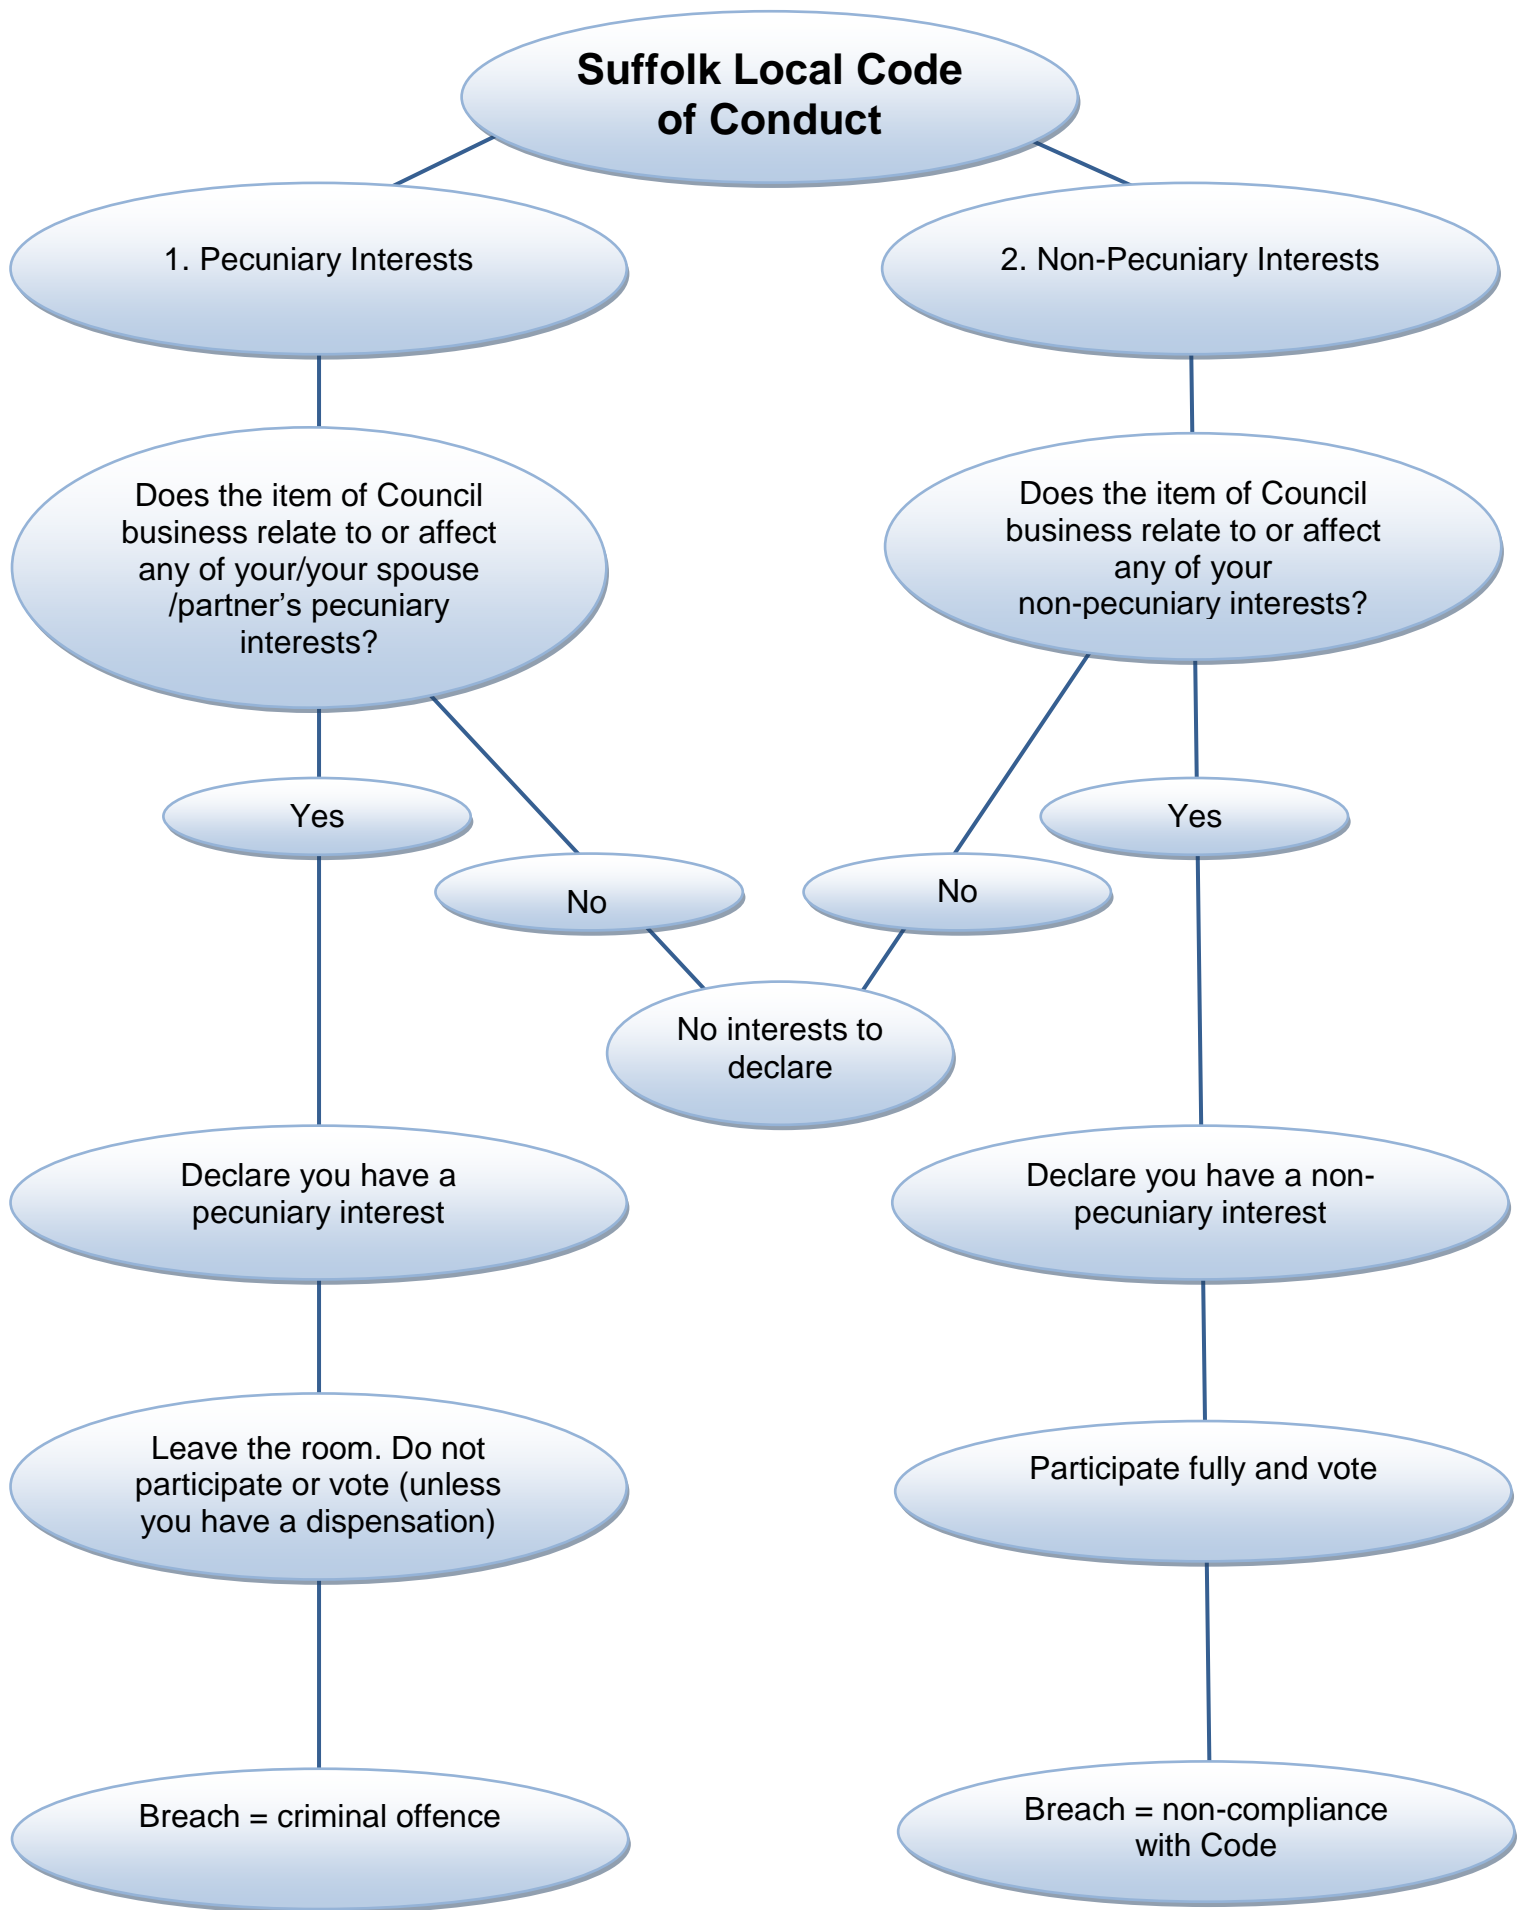 Suffolk Local Code
of Conduct
1. Pecuniary Interests
2. Non-Pecuniary Interests
Does the item of Council
business relate to or affect
any of your/your spouse
/partner’s pecuniary
interests?
Does the item of Council
business relate to or affect
any of your
non-pecuniary interests?
Yes
Yes
No
No
No interests to
declare
Declare you have a
pecuniary interest
Declare you have a non-
pecuniary interest
Leave the room. Do not
participate or vote (unless
you have a dispensation)
Participate fully and vote
Breach = criminal offence
Breach = non-compliance
with Code